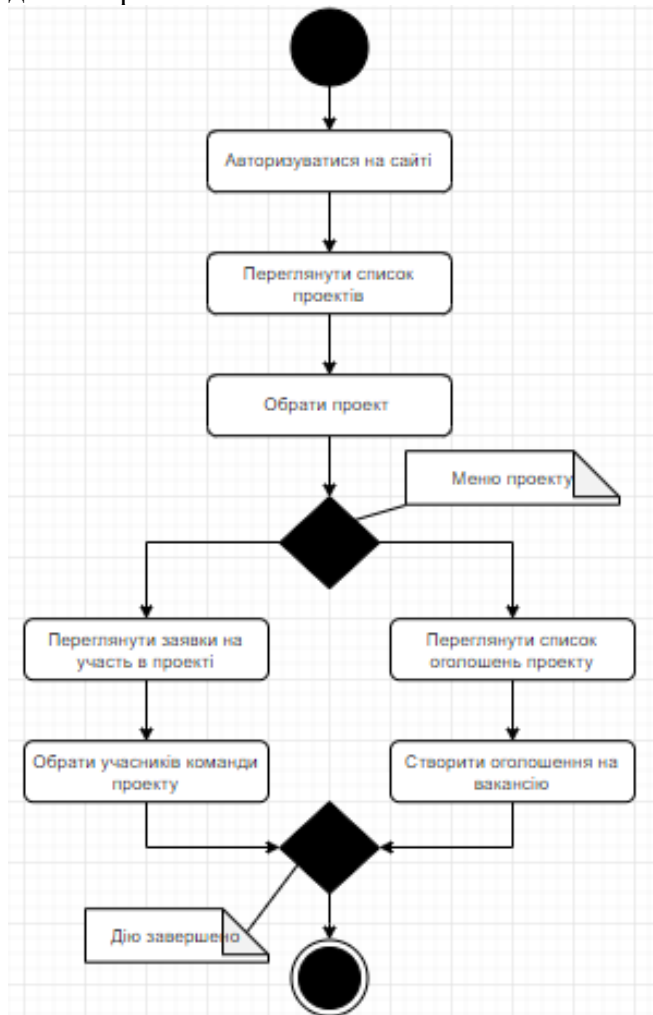 Авторизуватися на сайті
Переглянути список
проектів
Обрати проект
Меню проекту
Переглянути заявки на
участь в проекті
Переглянути список
оголошень проекту
Обрати учасників команди
проекту
Створити оголошення на
вакансію
Дію завершено